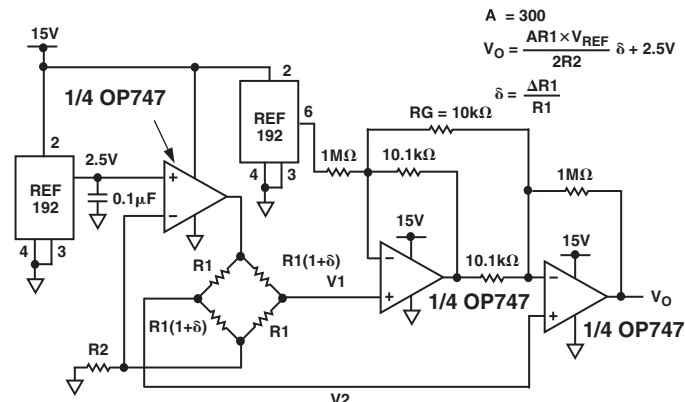 A = 300
V_O = AR1 × V_REF / 2R2 δ + 2.5V
δ = ΔR1 / R1
15V
2
1/4 OP747
2
REF
192
6
4
3
RG = 10kΩ
1MΩ
10.1kΩ
1MΩ
2.5V
REF
192
0.1μF
+
−
4
3
15V
15V
10.1kΩ
R1
R1(1+δ)
V1
−
+
1/4 OP747
−
+
V_O
1/4 OP747
R1(1+δ)
R1
R2
V2